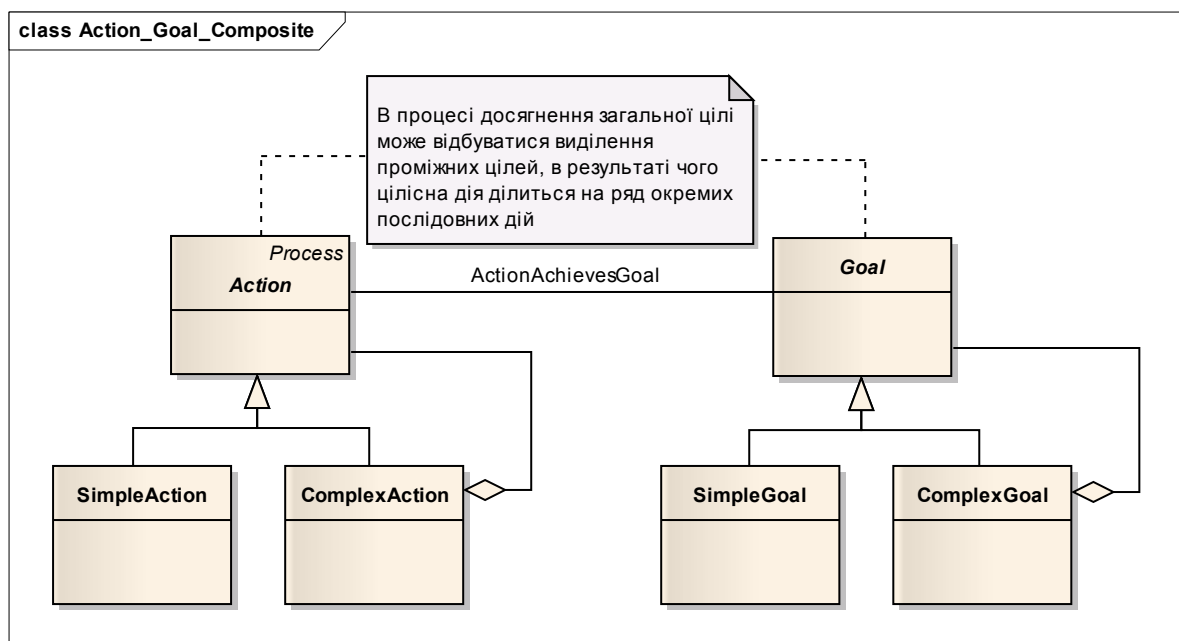 class Action_Goal_Composite
В процесі досягнення загальної цілі
може відбуватися виділення
проміжних цілей, в результаті чого
цілісна дія ділиться на ряд окремих
послідовних дій
Process
Action
ActionAchievesGoal
Goal
SimpleAction
ComplexAction
SimpleGoal
ComplexGoal